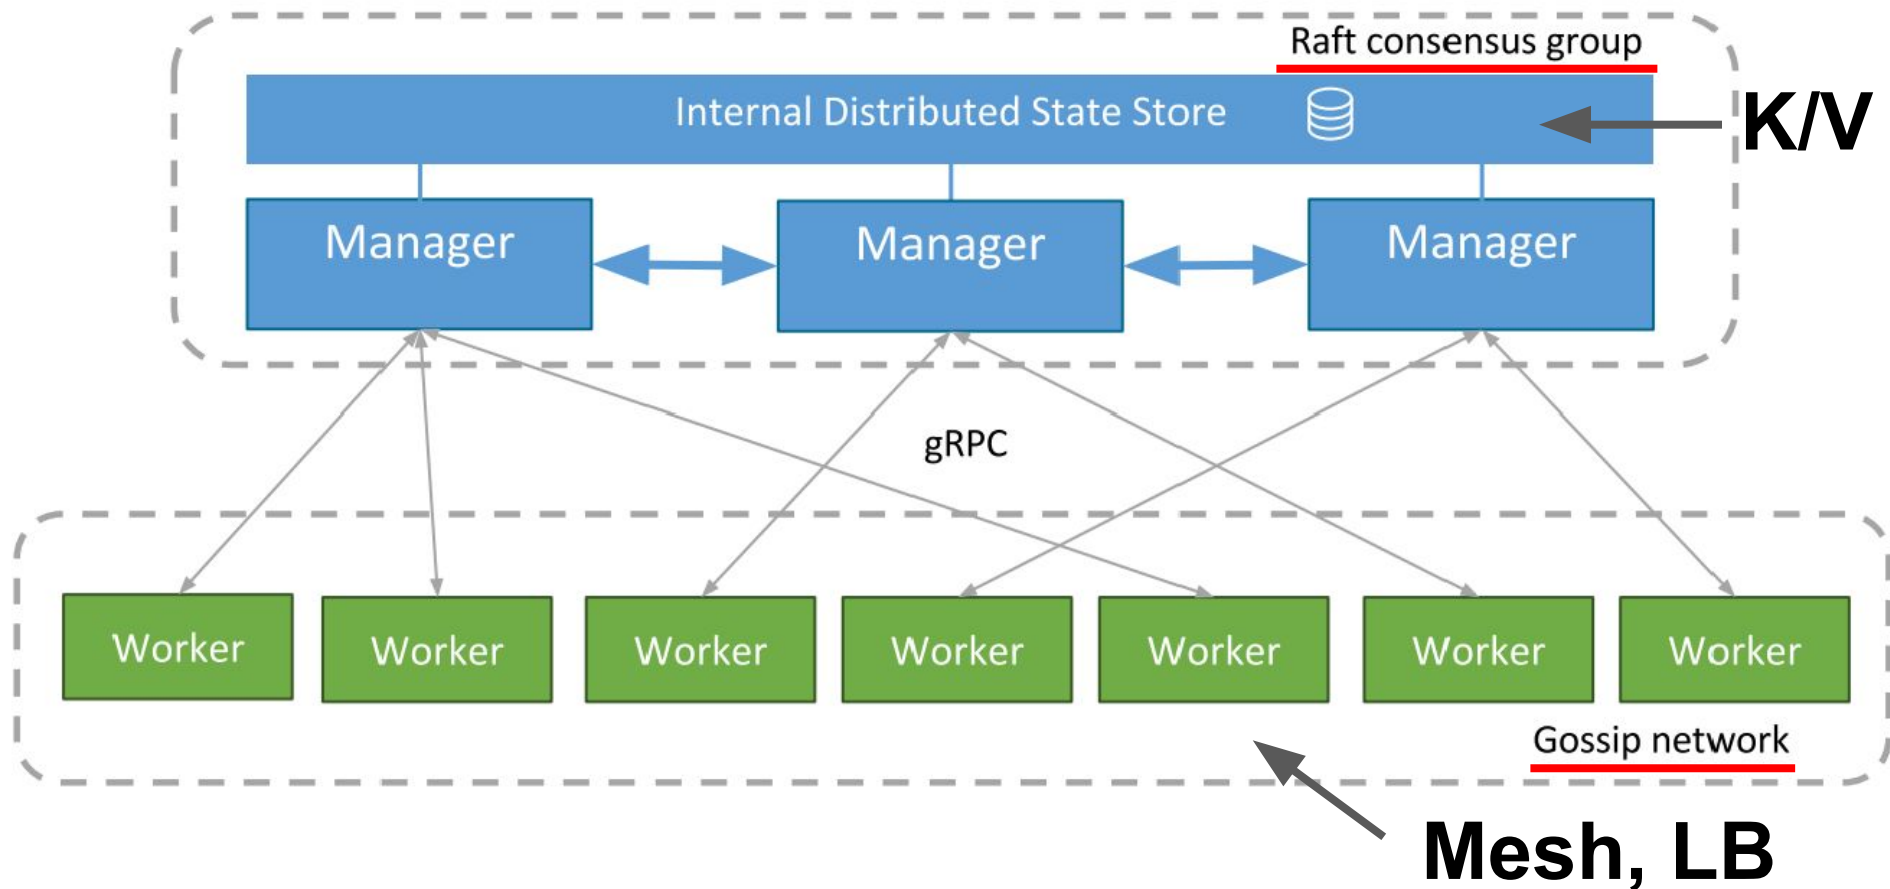 Raft consensus group
Internal Distributed State Store
K/V
Manager
Manager
Manager
gRPC
Worker
Worker
Worker
Worker
Worker
Worker
Worker
Gossip network
Mesh, LB